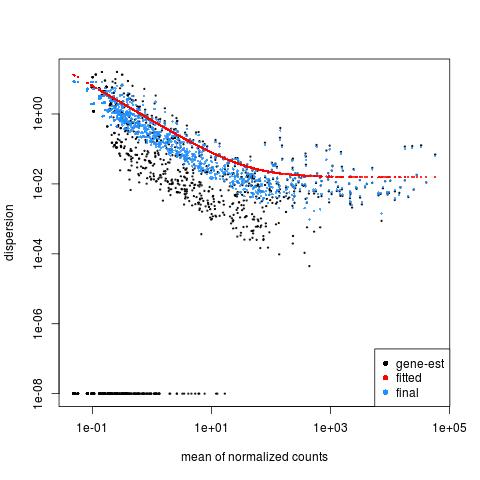 1e+00
1e-02
1e-04
1e-06
1e-08
dispersion
gene-est
fitted
final
1e-01 1e+01 1e+03 1e+05
mean of normalized counts